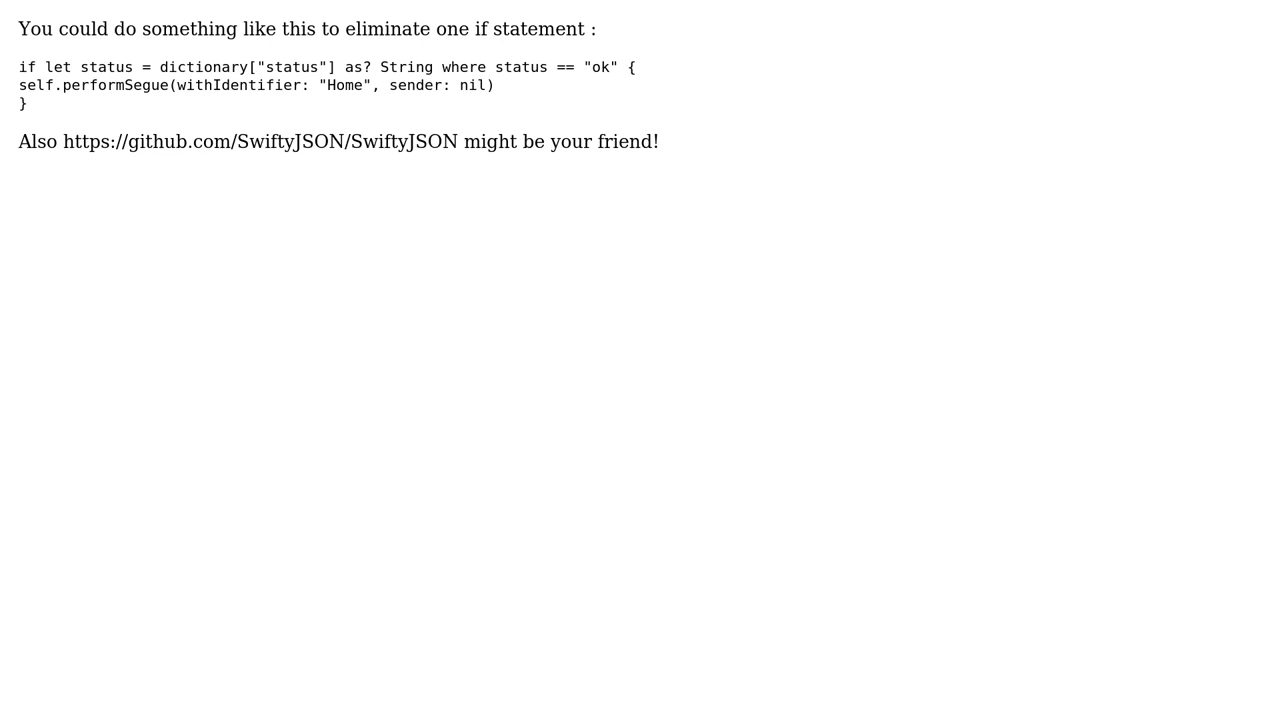 You could do something like this to eliminate one if statement :
if let status = dictionary["status"] as? String where status == "ok" {
self.performSegue(withIdentifier: "Home", sender: nil)
}
Also https://github.com/SwiftyJSON/SwiftyJSON might be your friend!